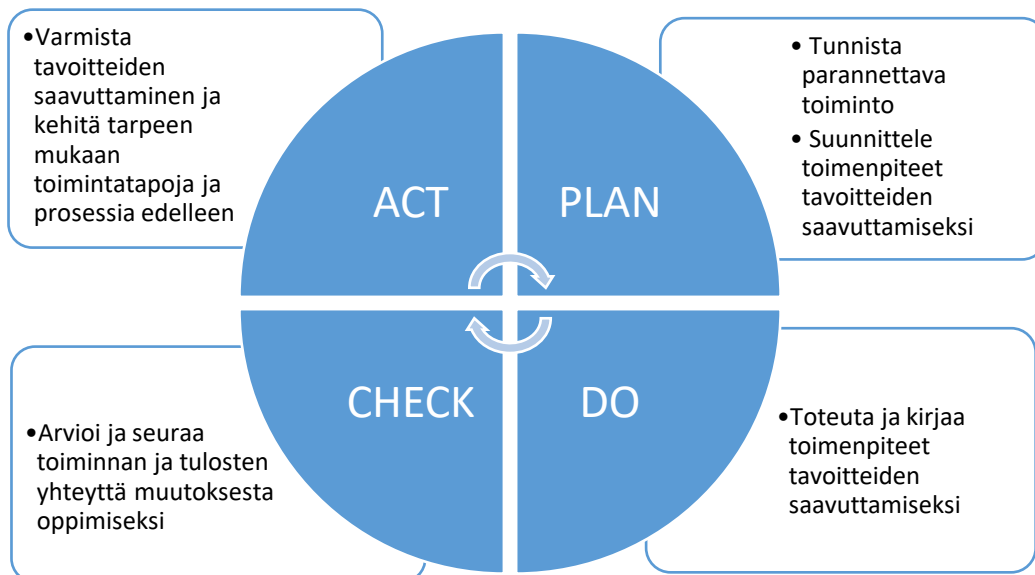 •Varmista
tavoitteiden
saavuttaminen ja
kehitä tarpeen
mukaan
toimintatapoja ja
prosessia edelleen
• Tunnista
parannettava
toiminto
• Suunnittele
toimenpiteet
tavoitteiden
saavuttamiseksi
ACT
PLAN
CHECK
DO
•Arvioi ja seuraa
toiminnan ja tulosten
yhteyttä muutoksesta
oppimiseksi
•Toteuta ja kirjaa
toimenpiteet
tavoitteiden
saavuttamiseksi